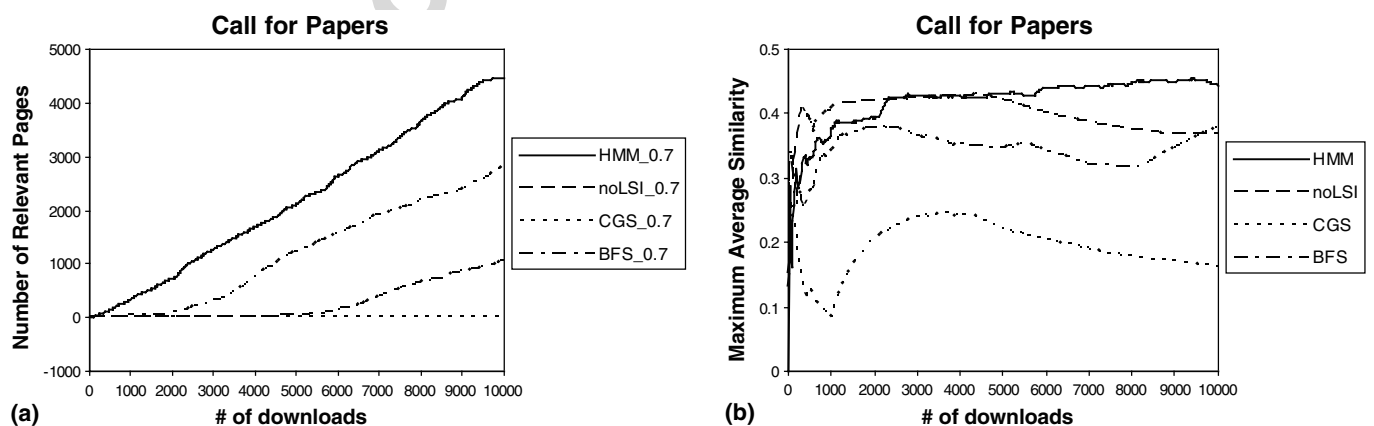 Call for Papers
5000
4000
3000
2000
1000
0
-1000
Number of Relevant Pages
0 1000 2000 3000 4000 5000 6000 7000 8000 9000 10000
# of downloads
(a)
HMM_0.7
noLSI_0.7
CGS_0.7
BFS_0.7
Call for Papers
0.5
0.4
0.3
0.2
0.1
0
Maximum Average Similarity
0 1000 2000 3000 4000 5000 6000 7000 8000 9000 10000
# of downloads
(b)
HMM
noLSI
CGS
BFS